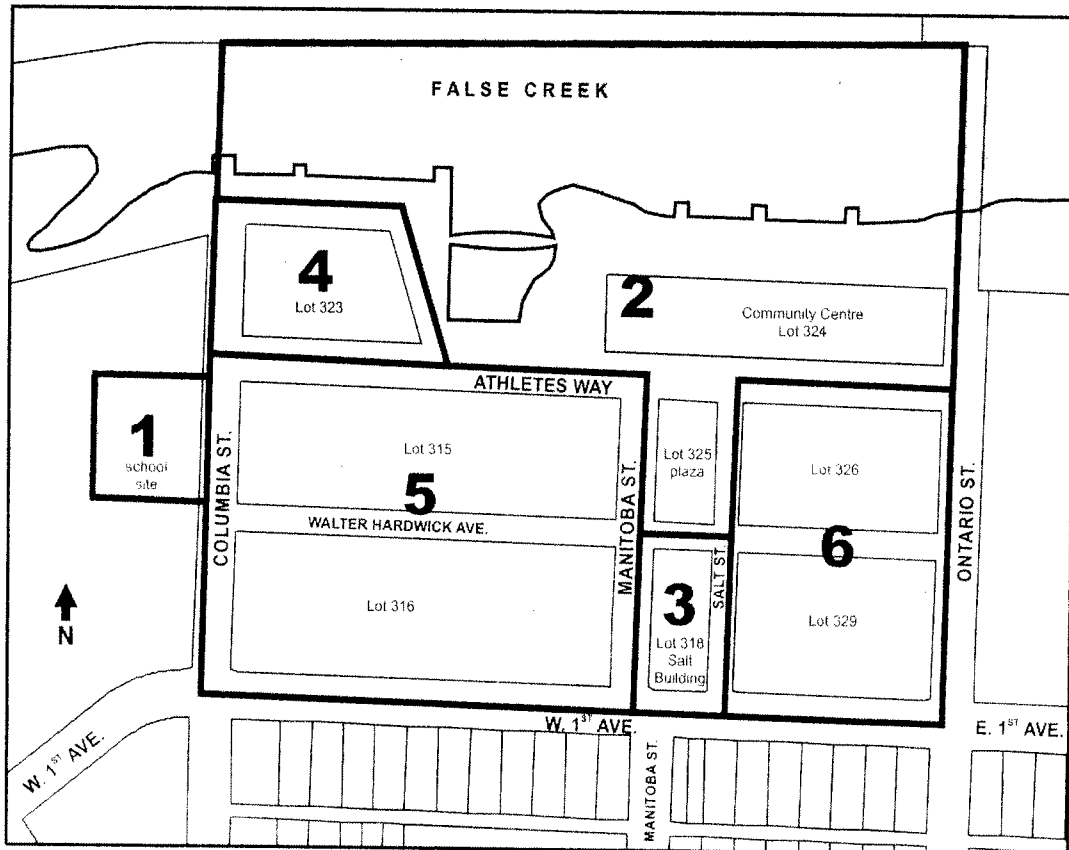 FALSE CREEK
4
Lot 323
2
Community Centre
Lot 324
ATHLETES WAY
1
school
site
COLUMBIA ST.
Lot 315
5
WALTER HARDWICK AVE.
Lot 316
MANITOBA ST.
Lot 325
plaza
SALT ST.
3
Lot 318
Salt
Building
Lot 326
6
Lot 329
ONTARIO ST.
N
W. 1ST AVE.
W. 1ST AVE.
MANITOBA ST.
E. 1ST AVE.